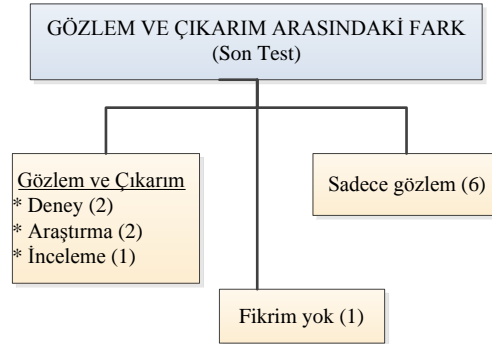 GÖZLEM VE ÇIKARIM ARASINDAKİ FARK
(Son Test)
Gözlem ve Çıkarım
* Deney (2)
* Araştırma (2)
* İnceleme (1)
Sadece gözlem (6)
Fikrim yok (1)